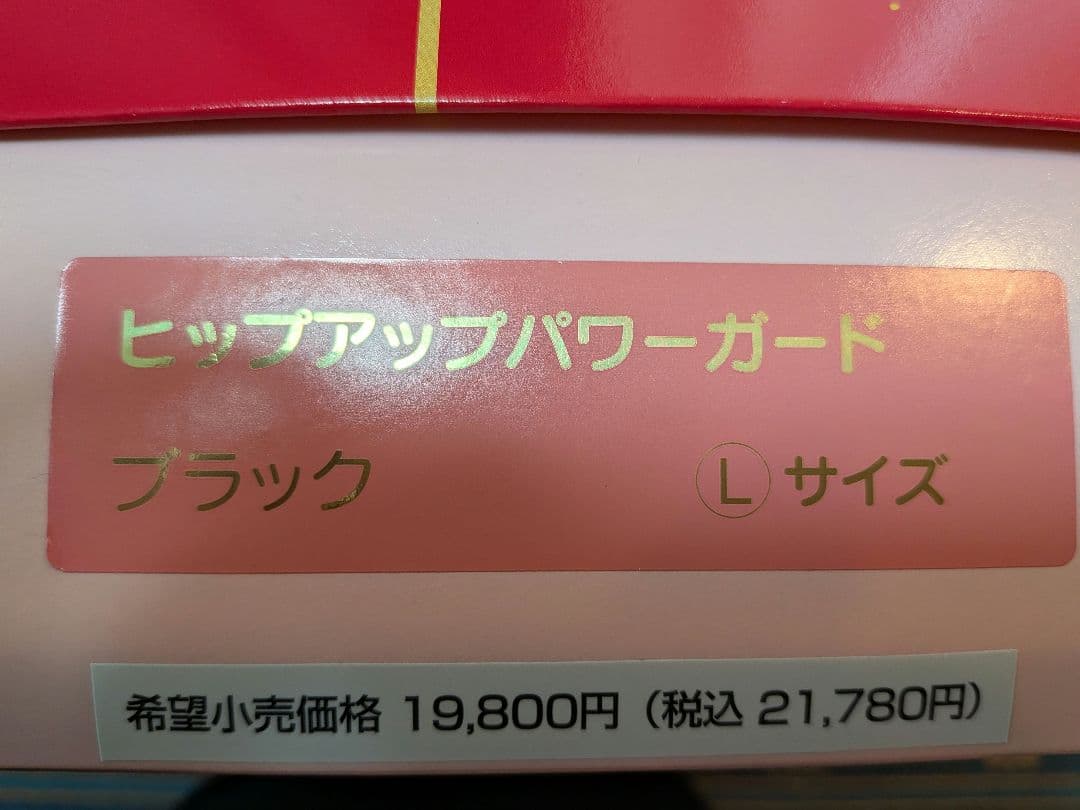 ヒップアップパワーガード
ブラック Ⓛサイズ
希望小売価格 19,800円（税込 21,780円）